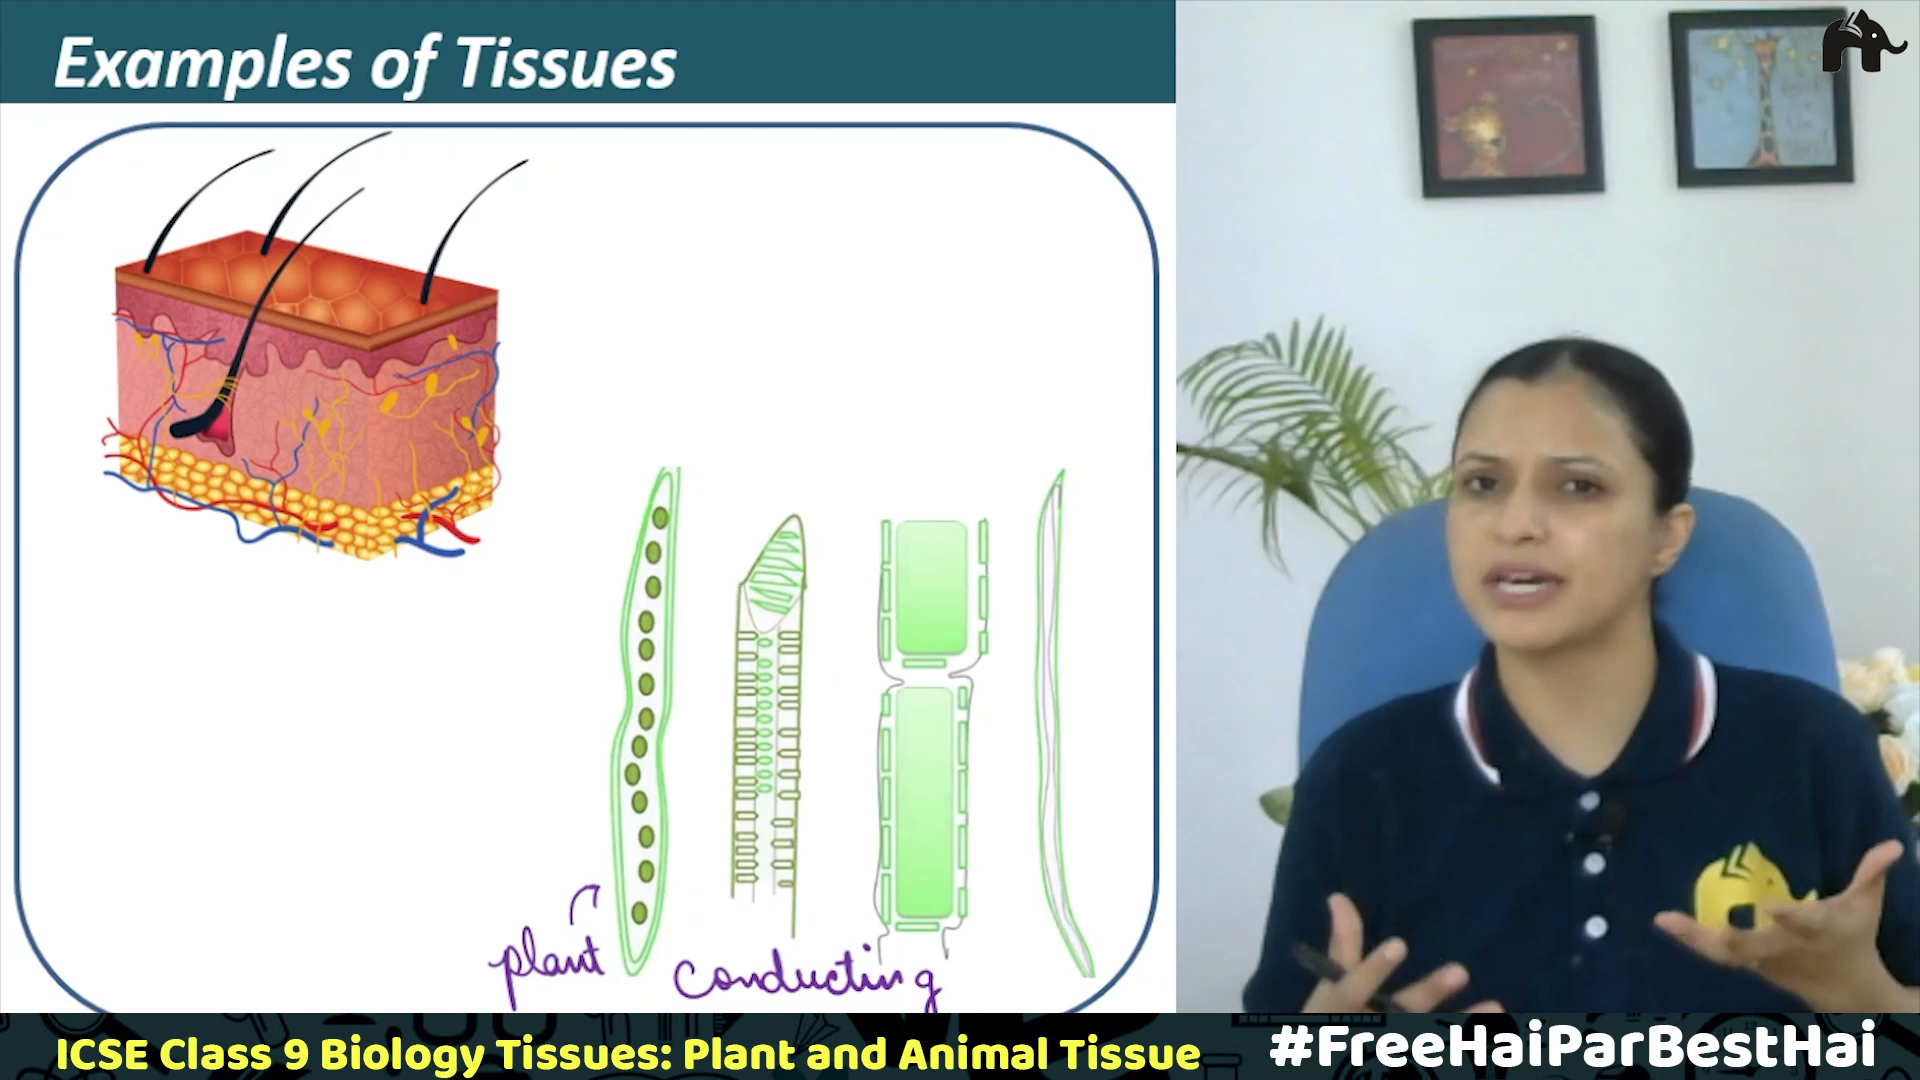 Examples of Tissues
plant
conducting
ICSE Class 9 Biology Tissues: Plant and Animal Tissue
#FreeHaiParBestHai